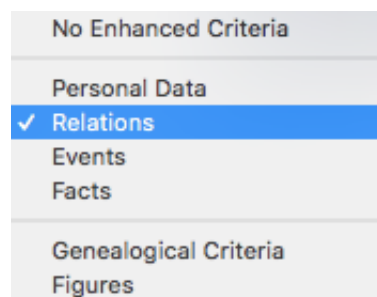 No Enhanced Criteria
Personal Data
✓ Relations
Events
Facts
Genealogical Criteria
Figures